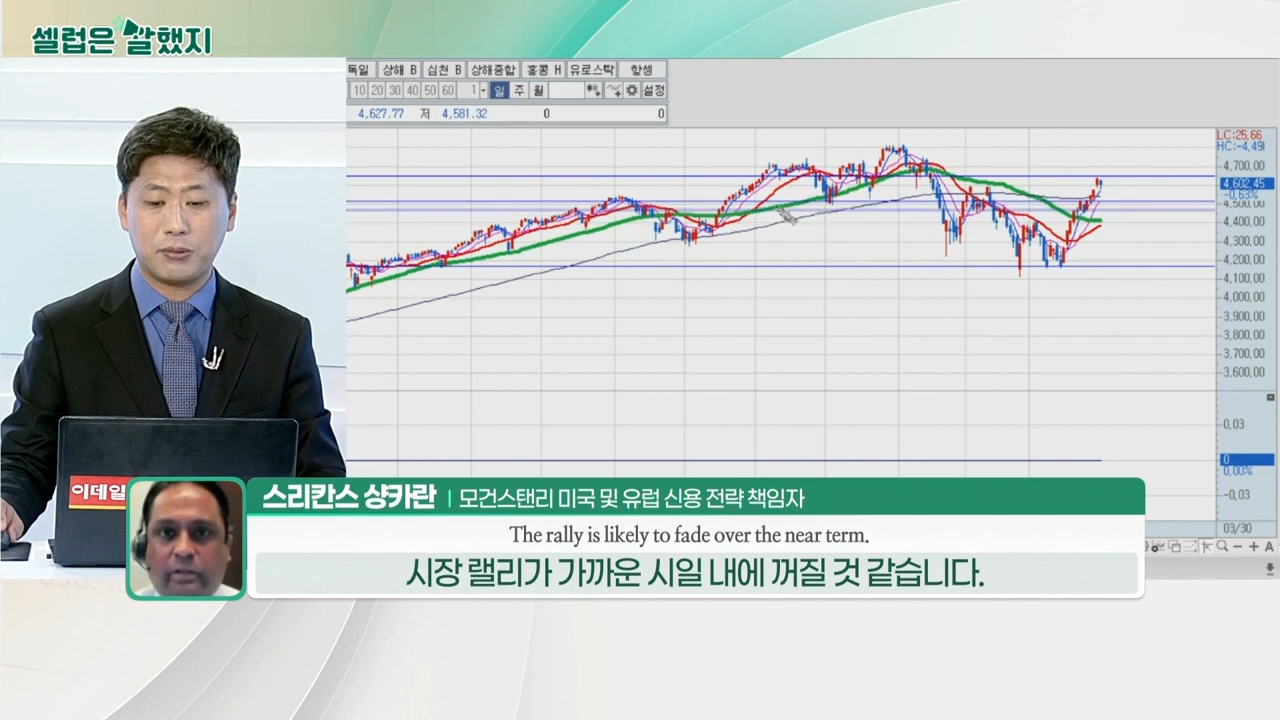 셀럽은 말했지
독일 상해 B 심천 B 상해종합 홍콩 H 유로스탁 항셍
10 20 30 40 50 60 1 일 주 월 설정
4,627.77 저 4,581.32 0 0
LC:25,66
HC:-4,49
4,700,00
4,602,45
-0,63%
4,500,00
4,400,00
4,300,00
4,200,00
4,100,00
4,000,00
3,900,00
3,800,00
3,700,00
3,600,00
0,03
0
0,00%
-0,03
03/30
A
이데일
스리칸스 샹카란 | 모건스탠리 미국 및 유럽 신용 전략 책임자
The rally is likely to fade over the near term.
시장 랠리가 가까운 시일 내에 꺼질 것 같습니다.